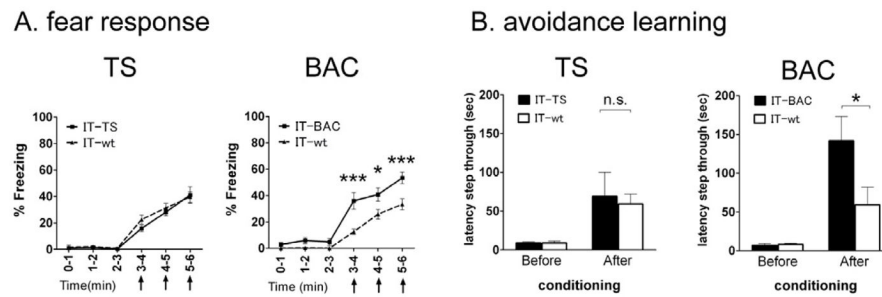 A. fear response
TS
BAC
% Freezing
100
80
60
40
20
0
IT-TS
IT-wt
0-1
1-2
2-3
3-4
4-5
5-6
Time(min)
% Freezing
100
80
60
40
20
0
IT-BAC
IT-wt
***
*
***
0-1
1-2
2-3
3-4
4-5
5-6
Time(min)
B. avoidance learning
TS
BAC
latency step through (sec)
200
150
100
50
0
IT-TS
IT-wt
n.s.
Before
After
conditioning
latency step through (sec)
200
150
100
50
0
IT-BAC
IT-wt
*
Before
After
conditioning